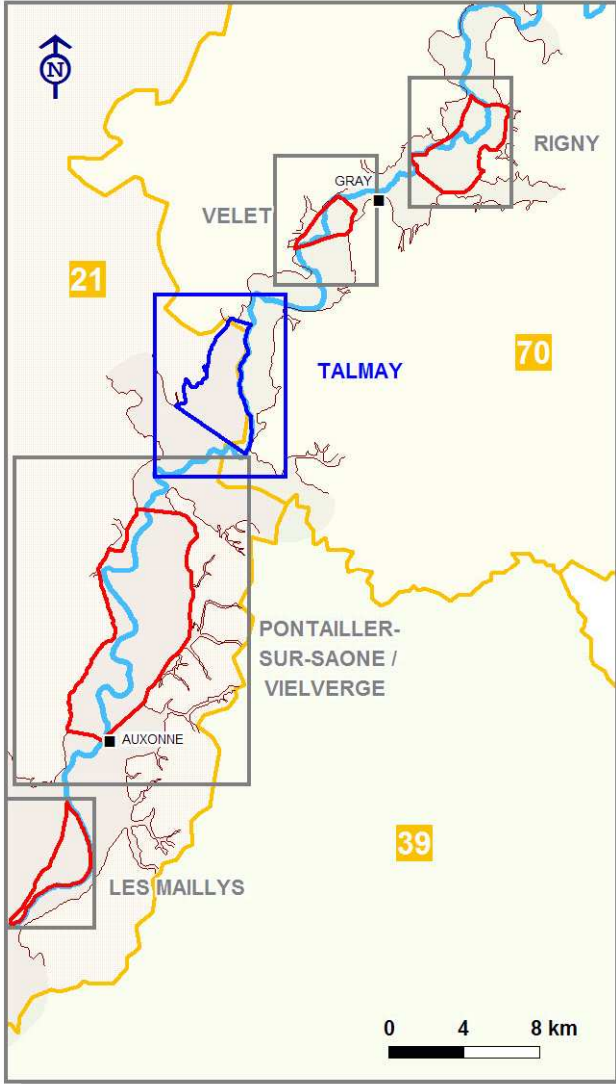 N
RIGNY
GRAY
VELET
21
70
TALMAY
PONTAILLER-
SUR-SAONE /
VIELVERGE
AUXONNE
39
LES MAILLYS
0 4 8 km